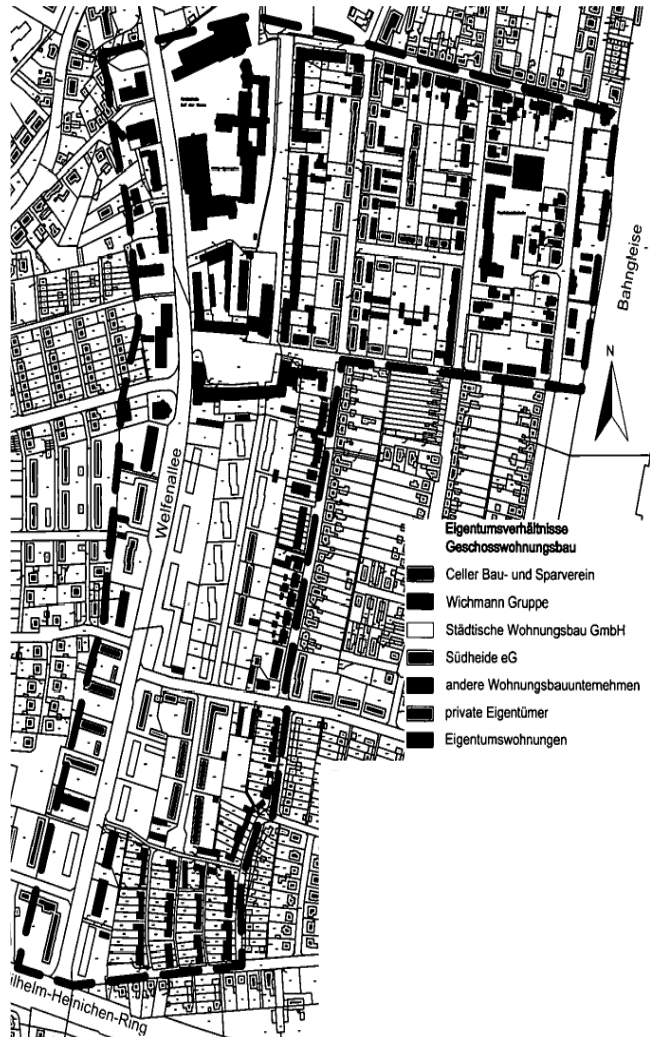 Bahngleise
N
Welfenallee
Eigentumsverhältnisse
Geschosswohnungsbau
Celler Bau- und Sparverein
Wichmann Gruppe
Städtische Wohnungsbau GmbH
Südheide eG
andere Wohnungsbauunternehmen
private Eigentümer
Eigentumswohnungen
ilhelm-Heinichen-Ring